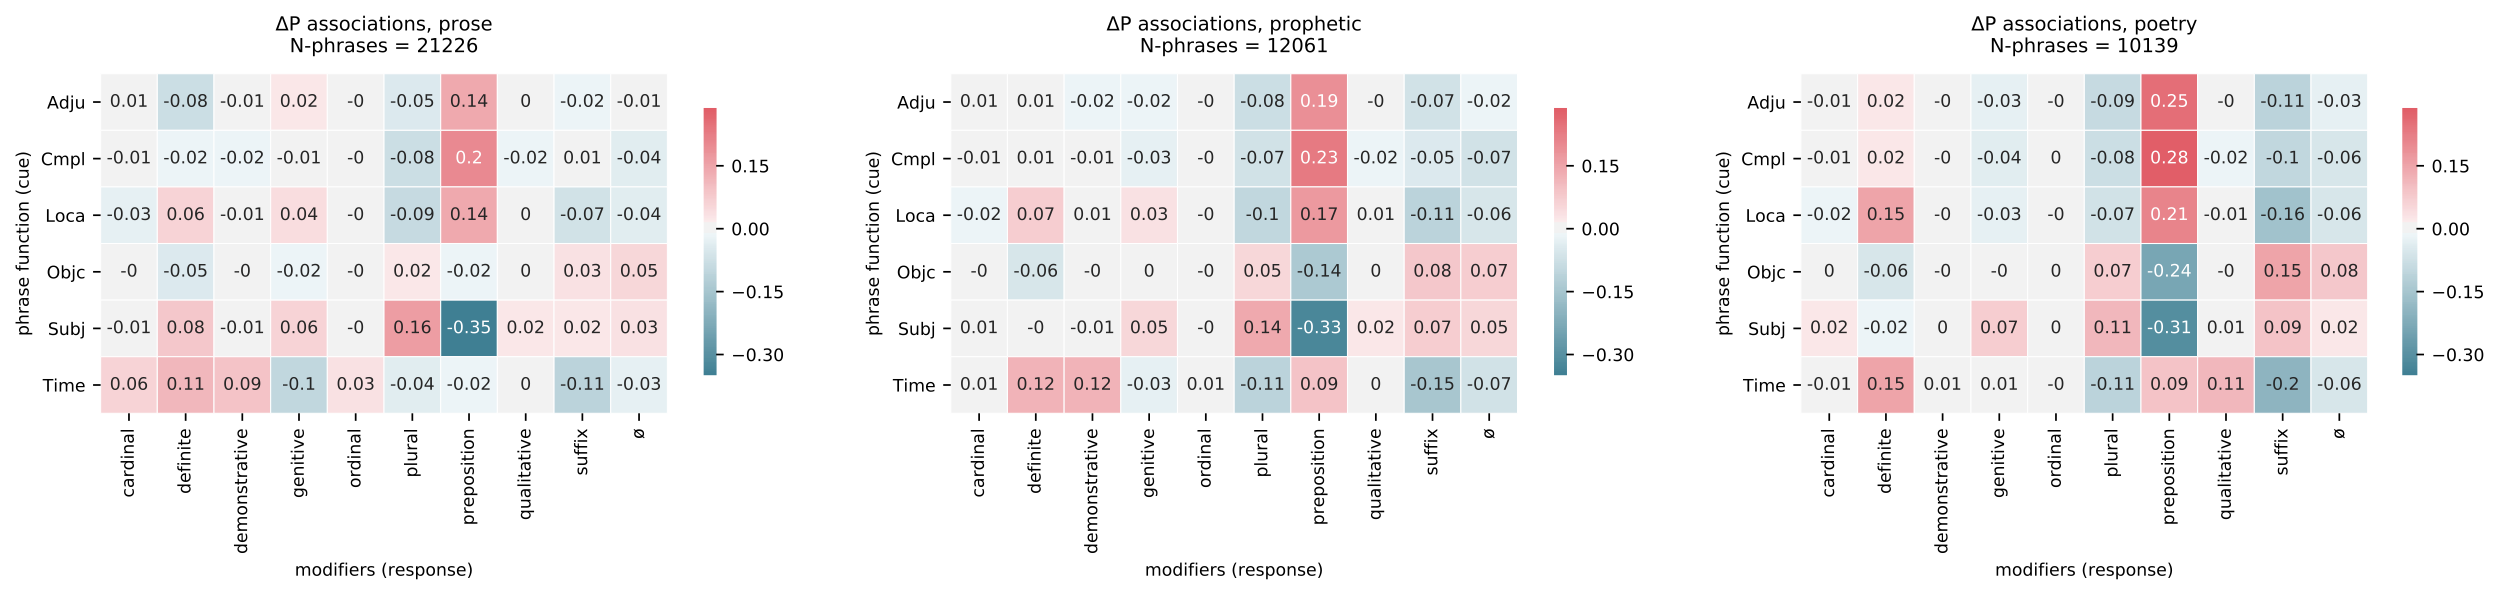 ΔP associations, prose
N-phrases = 21226
phrase function (cue)
Adju 0.01 -0.08 -0.01 0.02 -0 -0.05 0.14 0 -0.02 -0.01
Cmpl -0.01 -0.02 -0.02 -0.01 -0 -0.08 0.2 -0.02 0.01 -0.04
Loca -0.03 0.06 -0.01 0.04 -0 -0.09 0.14 0 -0.07 -0.04
Objc -0 -0.05 -0 -0.02 0 0.02 -0.02 0 0.03 0.05
Subj -0.01 0.08 -0.01 0.06 -0 0.16 -0.35 0.02 0.02 0.03
Time 0.06 0.11 0.09 -0.1 0.03 -0.04 -0.02 0 -0.11 -0.03
cardinal definite demonstrative genitive ordinal plural preposition qualitative suffix ø
modifiers (response)
0.15
0.00
−0.15
−0.30
ΔP associations, prophetic
N-phrases = 12061
phrase function (cue)
Adju 0.01 0.01 -0.02 -0.02 -0 -0.08 0.19 -0 -0.07 -0.02
Cmpl -0.01 0.01 -0.01 -0.03 -0 -0.07 0.23 -0.02 -0.05 -0.07
Loca -0.02 0.07 0.01 0.03 -0 -0.1 0.17 0.01 -0.11 -0.06
Objc -0 -0.06 -0 0 -0 0.05 -0.14 0 0.08 0.07
Subj 0.01 -0 -0.01 0.05 -0 0.14 -0.33 0.02 0.07 0.05
Time 0.01 0.12 0.12 -0.03 0.01 -0.11 0.09 0 -0.15 -0.07
cardinal definite demonstrative genitive ordinal plural preposition qualitative suffix ø
modifiers (response)
0.15
0.00
−0.15
−0.30
ΔP associations, poetry
N-phrases = 10139
phrase function (cue)
Adju -0.01 0.02 -0 -0.03 -0 -0.09 0.25 -0 -0.11 -0.03
Cmpl -0.01 0.02 -0 -0.04 0 -0.08 0.28 -0.02 -0.1 -0.06
Loca -0.02 0.15 -0 -0.03 -0 -0.07 0.21 -0.01 -0.16 -0.06
Objc 0 -0.06 -0 -0 0 0.07 -0.24 -0 0.15 0.08
Subj 0.02 -0.02 0 0.07 0 0.11 -0.31 0.01 0.09 0.02
Time -0.01 0.15 0.01 0.01 -0 -0.11 0.09 0.11 -0.2 -0.06
cardinal definite demonstrative genitive ordinal plural preposition qualitative suffix ø
modifiers (response)
0.15
0.00
−0.15
−0.30